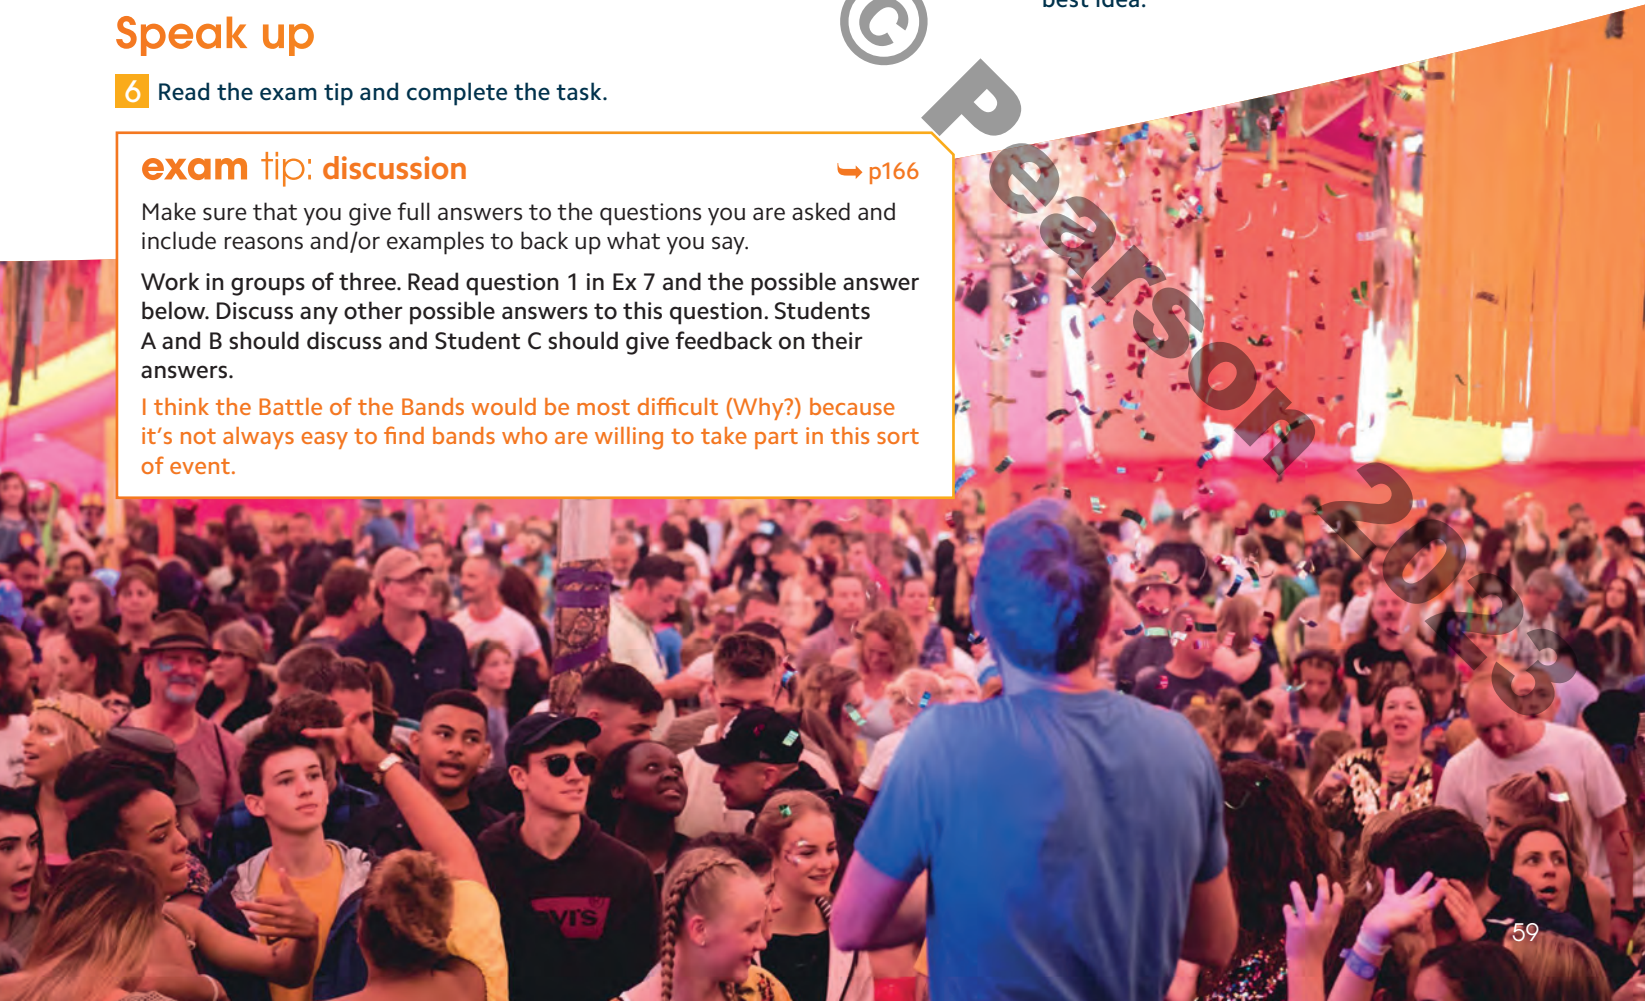 best idea.
Speak up
6 Read the exam tip and complete the task.
exam tip: discussion
p166
Make sure that you give full answers to the questions you are asked and
include reasons and/or examples to back up what you say.
Work in groups of three. Read question 1 in Ex 7 and the possible answer
below. Discuss any other possible answers to this question. Students
A and B should discuss and Student C should give feedback on their
answers.
I think the Battle of the Bands would be most difficult (Why?) because
it's not always easy to find bands who are willing to take part in this sort
of event.
© Pearson 2023
59